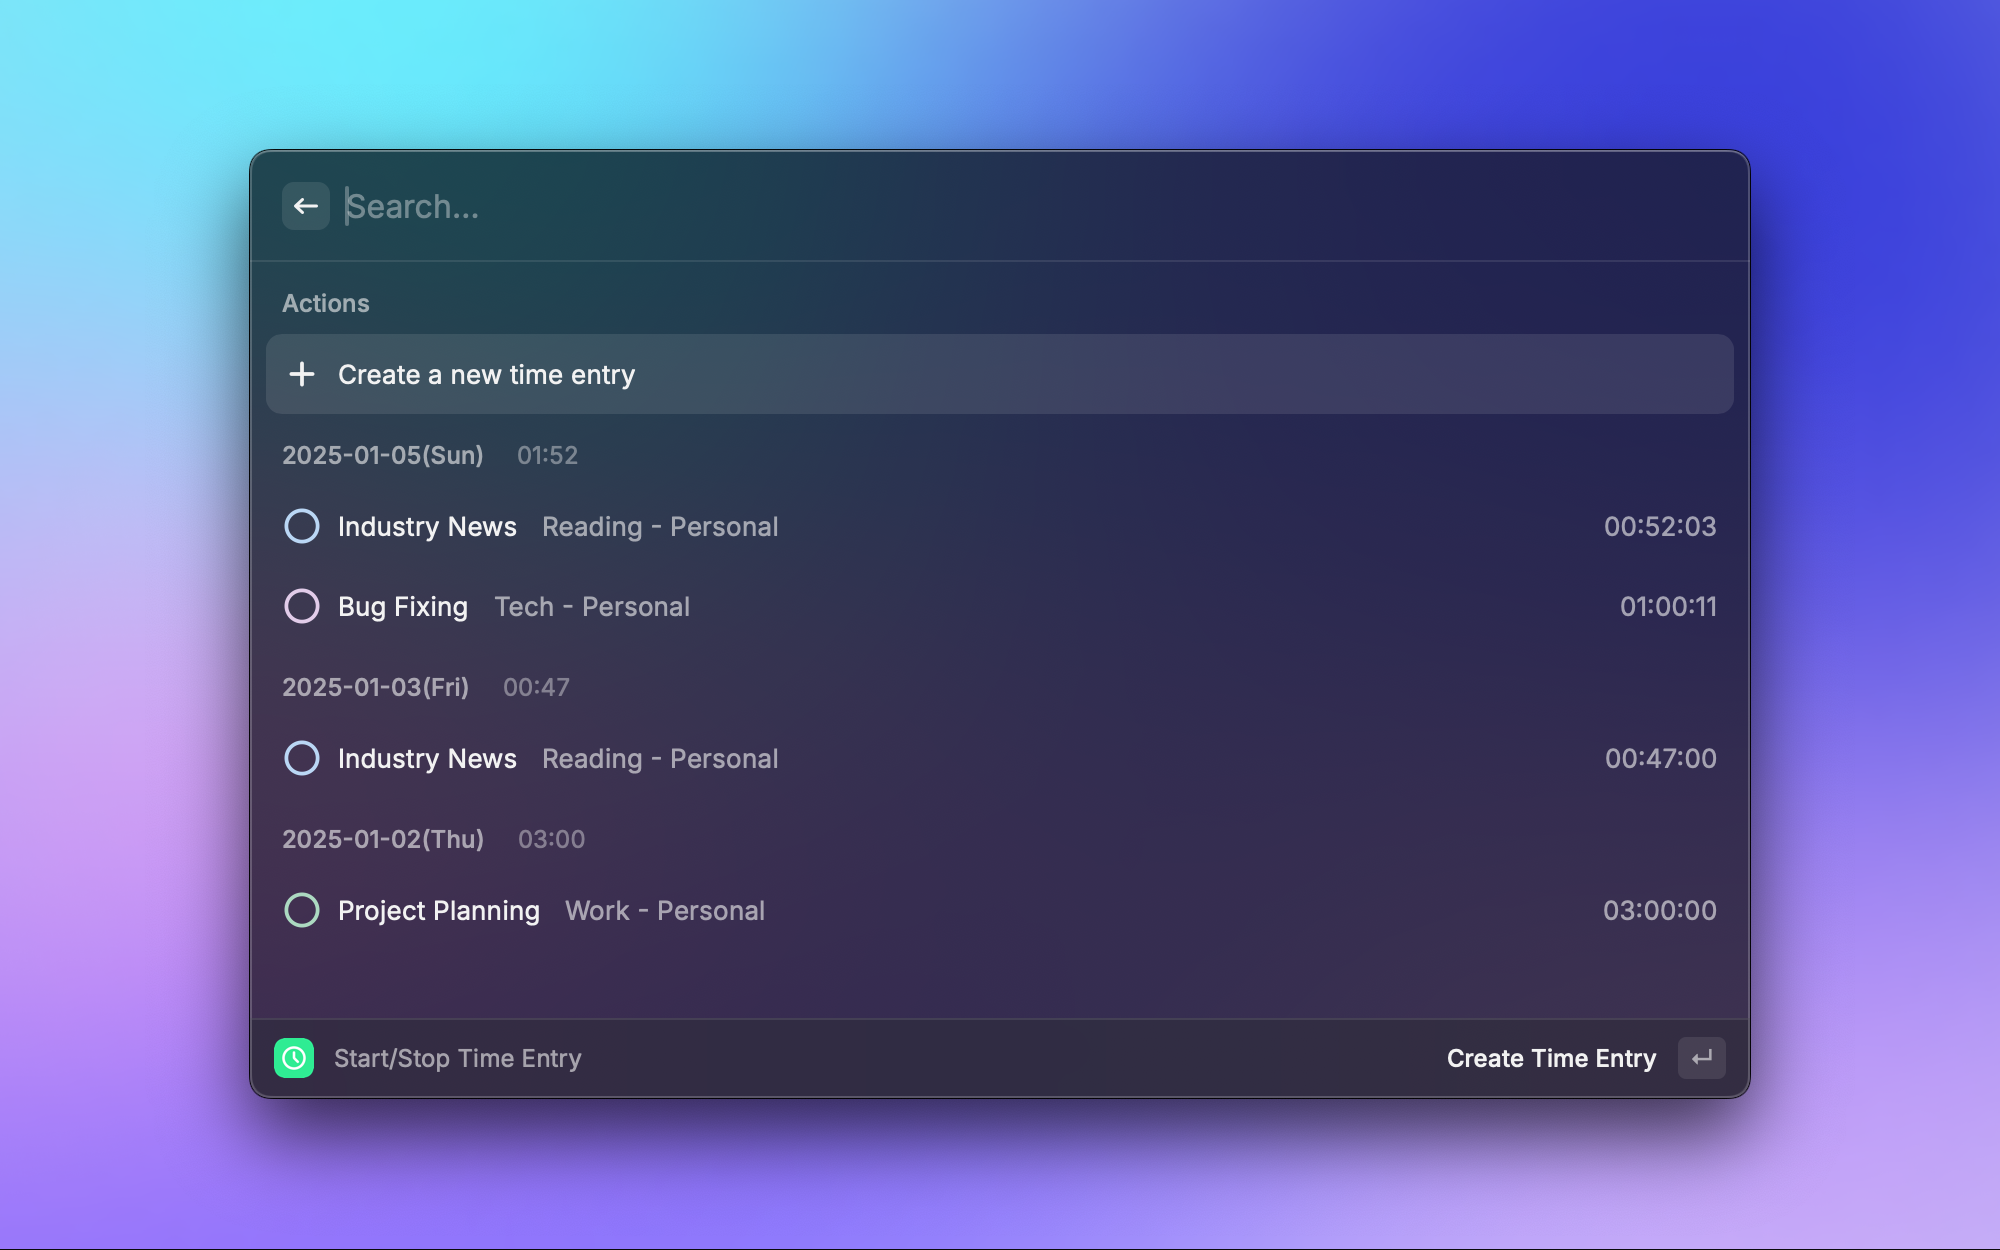 Search...
Actions
Create a new time entry
2025-01-05(Sun) 01:52
Industry News Reading - Personal 00:52:03
Bug Fixing Tech - Personal 01:00:11
2025-01-03(Fri) 00:47
Industry News Reading - Personal 00:47:00
2025-01-02(Thu) 03:00
Project Planning Work - Personal 03:00:00
Start/Stop Time Entry Create Time Entry